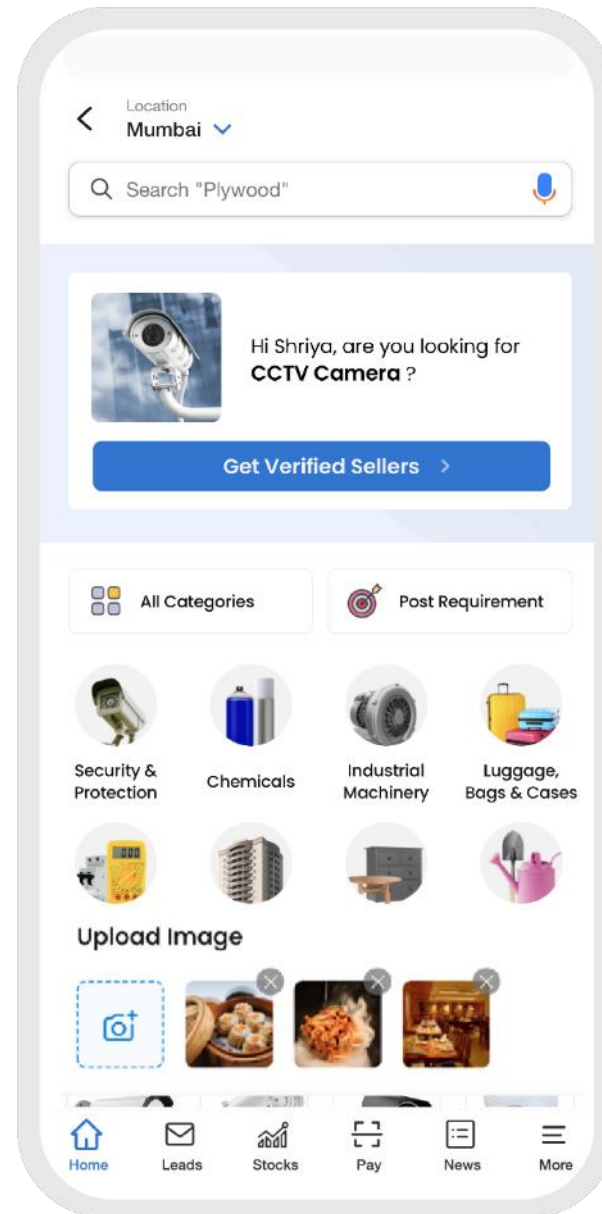 Location
Mumbai
Search "Plywood"
Hi Shriya, are you looking for
CCTV Camera ?
Get Verified Sellers
All Categories
Post Requirement
Security &
Protection
Chemicals
Industrial
Machinery
Luggage,
Bags & Cases
Upload Image
Home
Leads
Stocks
Pay
News
More